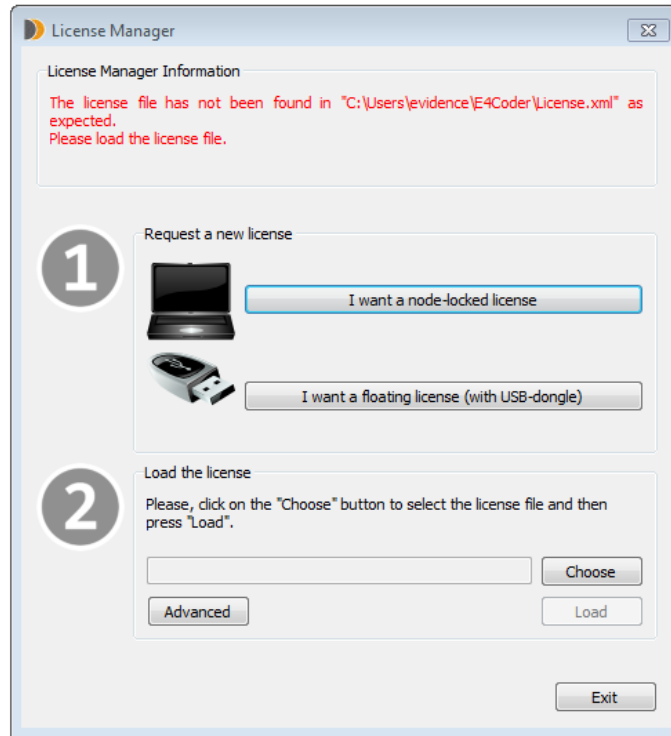 License Manager
License Manager Information
The license file has not been found in "C:\Users\evidence\E4Coder\License.xml" as
expected.
Please load the license file.
1
Request a new license
I want a node-locked license
I want a floating license (with USB-dongle)
2
Load the license
Please, click on the "Choose" button to select the license file and then
press "Load".
Choose
Advanced
Load
Exit